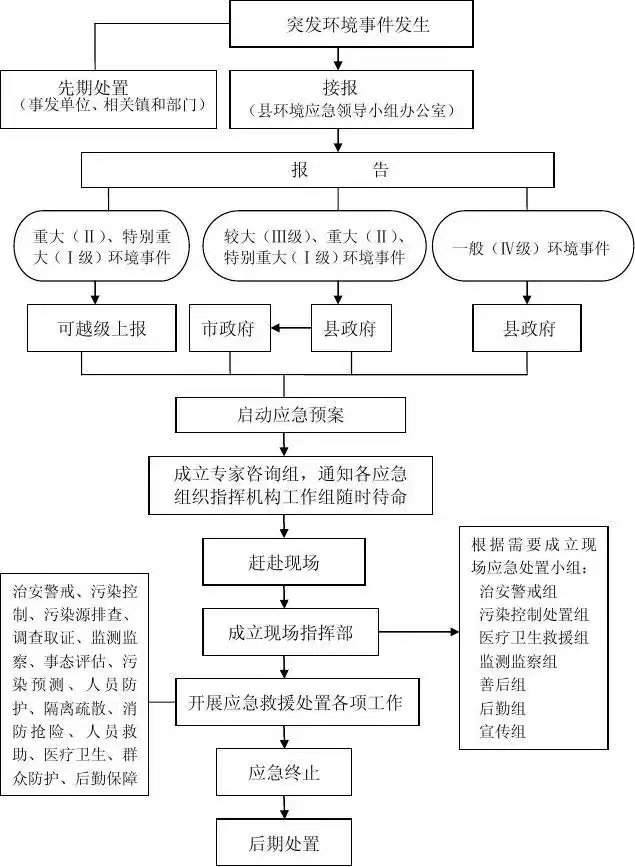 突发环境事件发生
先期处置
（事发单位、相关镇和部门）
接报
（县环境应急领导小组办公室）
报 告
重大（Ⅱ）、特别重
大（Ⅰ级）环境事件
较大（Ⅲ级）、重大（Ⅱ）、
特别重大（Ⅰ级）环境事件
一般（Ⅳ级）环境事件
可越级上报
市政府
县政府
县政府
启动应急预案
成立专家咨询组，通知各应急
组织指挥机构工作组随时待命
赶赴现场
根据需要成立现
场应急处置小组：
治安警戒组
污染控制处置组
医疗卫生救援组
监测监察组
善后组
后勤组
宣传组
成立现场指挥部
治安警戒、污染控
制、污染源排查、
调查取证、监测监
察、事态评估、污
染预测、人员防
护、隔离疏散、消
防抢险、人员救
助、医疗卫生、群
众防护、后勤保障
开展应急救援处置各项工作
应急终止
后期处置